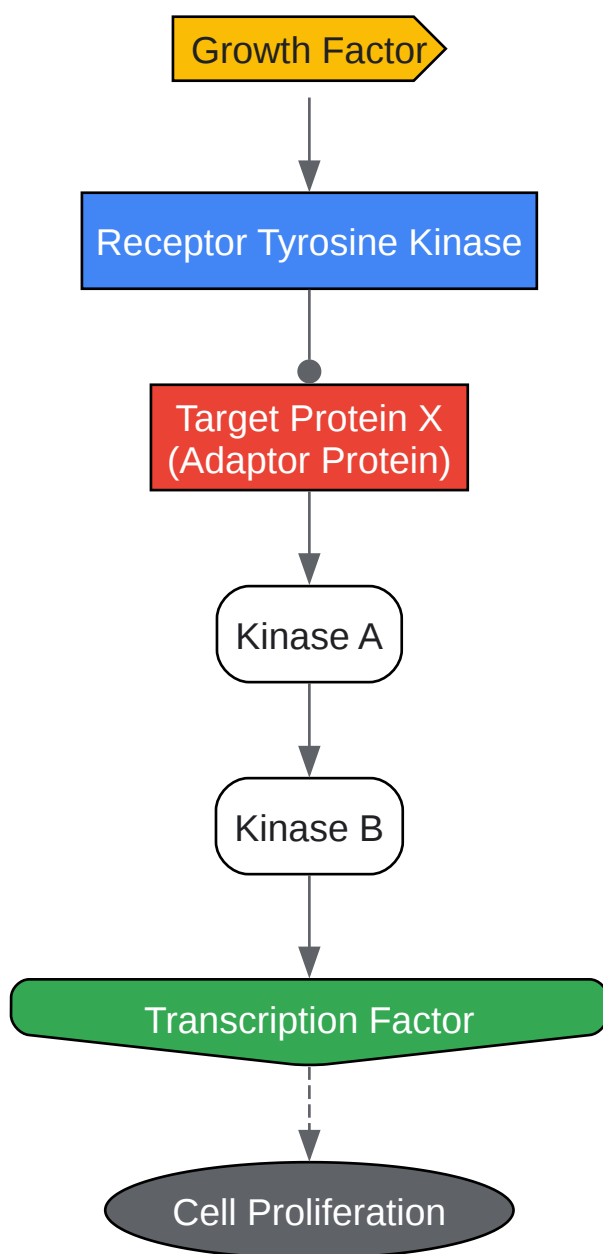 Growth Factor
Receptor Tyrosine Kinase
Target Protein X
(Adaptor Protein)
Kinase A
Kinase B
Transcription Factor
Cell Proliferation